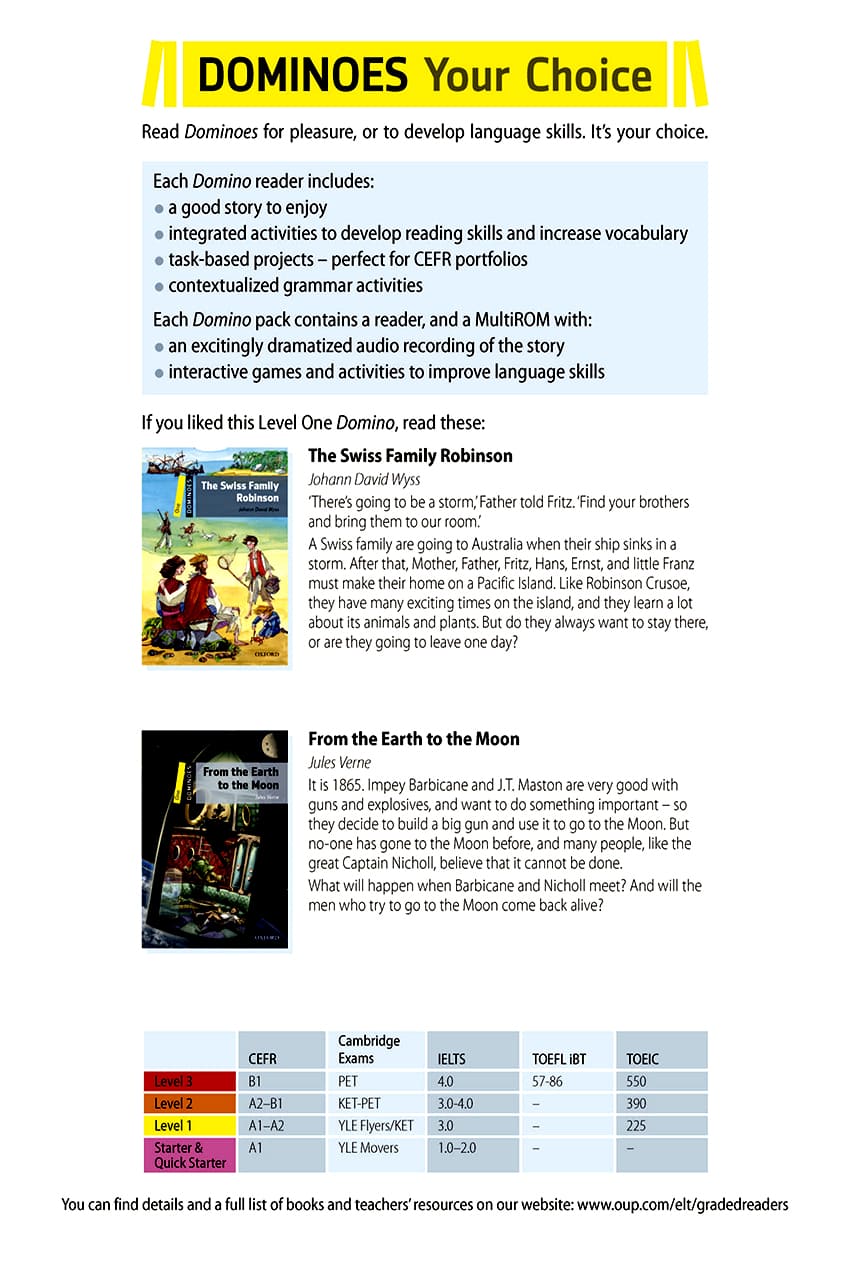 DOMINOES Your Choice
Read Dominoes for pleasure, or to develop language skills. It's your choice.
Each Domino reader includes:
• a good story to enjoy
• integrated activities to develop reading skills and increase vocabulary
• task-based projects – perfect for CEFR portfolios
• contextualized grammar activities
Each Domino pack contains a reader, and a MultiROM with:
• an excitingly dramatized audio recording of the story
• interactive games and activities to improve language skills
If you liked this Level One Domino, read these:
One
DOMINOES
The Swiss Family
Robinson
Johann David Wyss
OXFORD
The Swiss Family Robinson
Johann David Wyss
'There's going to be a storm,' Father told Fritz. 'Find your brothers
and bring them to our room.'
A Swiss family are going to Australia when their ship sinks in a
storm. After that, Mother, Father, Fritz, Hans, Ernst, and little Franz
must make their home on a Pacific Island. Like Robinson Crusoe,
they have many exciting times on the island, and they learn a lot
about its animals and plants. But do they always want to stay there,
or are they going to leave one day?
One
DOMINOES
From the Earth
to the Moon
Jules Verne
OXFORD
From the Earth to the Moon
Jules Verne
It is 1865. Impey Barbicane and J.T. Maston are very good with
guns and explosives, and want to do something important – so
they decide to build a big gun and use it to go to the Moon. But
no-one has gone to the Moon before, and many people, like the
great Captain Nicholl, believe that it cannot be done.
What will happen when Barbicane and Nicholl meet? And will the
men who try to go to the Moon come back alive?
CEFR Cambridge Exams IELTS TOEFL iBT TOEIC
Level 3 B1 PET 4.0 57-86 550
Level 2 A2–B1 KET-PET 3.0-4.0 – 390
Level 1 A1–A2 YLE Flyers/KET 3.0 – 225
Starter & Quick Starter A1 YLE Movers 1.0–2.0 – –
You can find details and a full list of books and teachers' resources on our website: www.oup.com/elt/gradedreaders